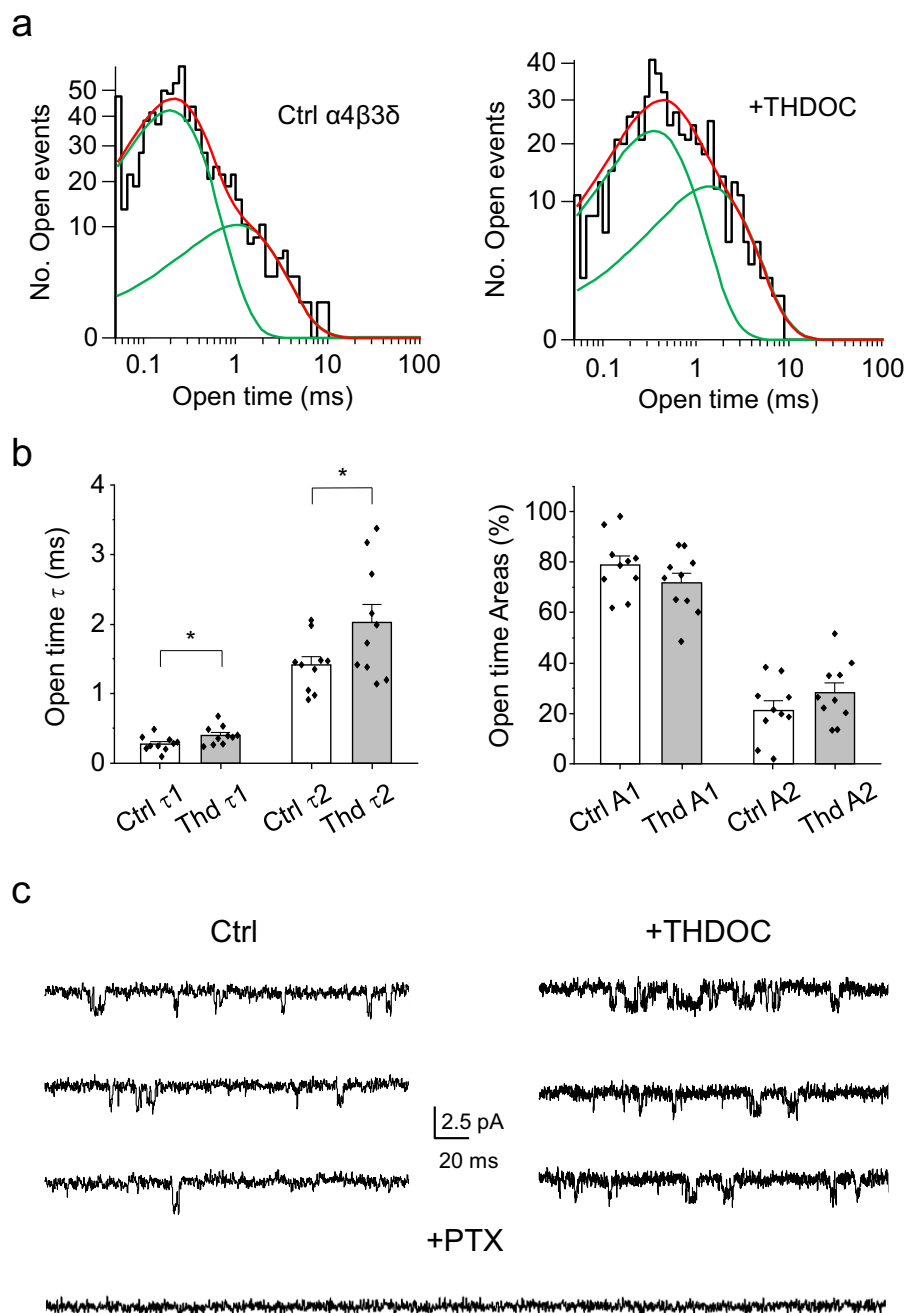 a
Ctrl α4β3δ
No. Open events
50
40
30
20
10
0
0.1 1 10 100
Open time (ms)
+THDOC
No. Open events
40
30
20
10
0
0.1 1 10 100
Open time (ms)
b
Open time τ (ms)
4
3
2
1
0
* *
Ctrl τ1 Thd τ1 Ctrl τ2 Thd τ2
Open time Areas (%)
100
80
60
40
20
0
Ctrl A1 Thd A1 Ctrl A2 Thd A2
c
Ctrl +THDOC
2.5 pA
20 ms
+PTX